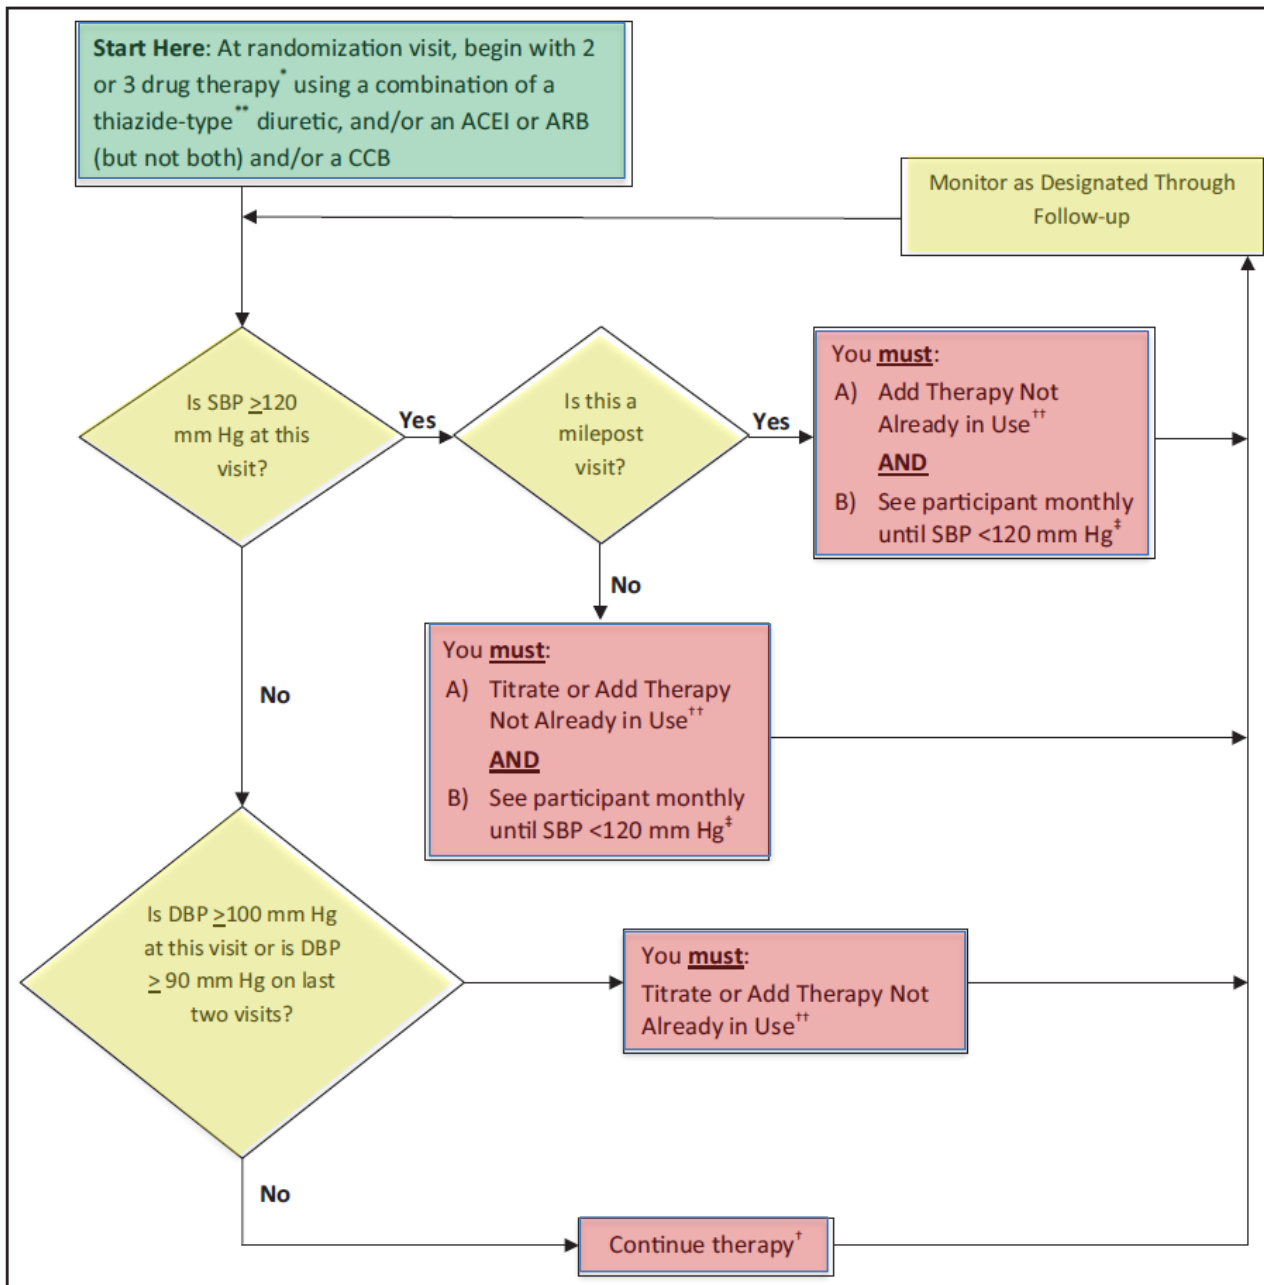 Start Here: At randomization visit, begin with 2
or 3 drug therapy* using a combination of a
thiazide-type** diuretic, and/or an ACEI or ARB
(but not both) and/or a CCB
Monitor as Designated Through
Follow-up
Is SBP ≥120
mm Hg at this
visit?
Yes
Is this a
milepost
visit?
Yes
You must:
A) Add Therapy Not
Already in Use††
AND
B) See participant monthly
until SBP <120 mm Hg‡
No
You must:
A) Titrate or Add Therapy
Not Already in Use††
AND
B) See participant monthly
until SBP <120 mm Hg‡
No
Is DBP ≥100 mm Hg
at this visit or is DBP
≥ 90 mm Hg on last
two visits?
You must:
Titrate or Add Therapy Not
Already in Use††
No
Continue therapy†